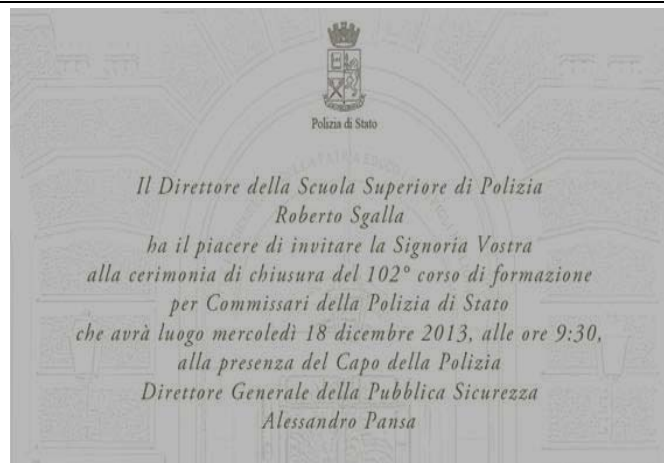 Polizia di Stato
Il Direttore della Scuola Superiore di Polizia
Roberto Sgalla
ha il piacere di invitare la Signoria Vostra
alla cerimonia di chiusura del 102° corso di formazione
per Commissari della Polizia di Stato
che avrà luogo mercoledì 18 dicembre 2013, alle ore 9:30,
alla presenza del Capo della Polizia
Direttore Generale della Pubblica Sicurezza
Alessandro Pansa